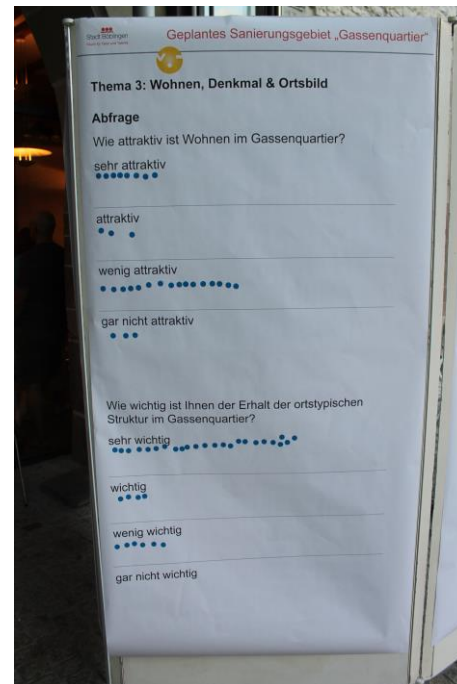 Stadt Böblingen
Geplantes Sanierungsgebiet „Gassenquartier"
Thema 3: Wohnen, Denkmal & Ortsbild
Abfrage
Wie attraktiv ist Wohnen im Gassenquartier?
sehr attraktiv
attraktiv
wenig attraktiv
gar nicht attraktiv
Wie wichtig ist Ihnen der Erhalt der ortstypischen
Struktur im Gassenquartier?
sehr wichtig
wichtig
wenig wichtig
gar nicht wichtig